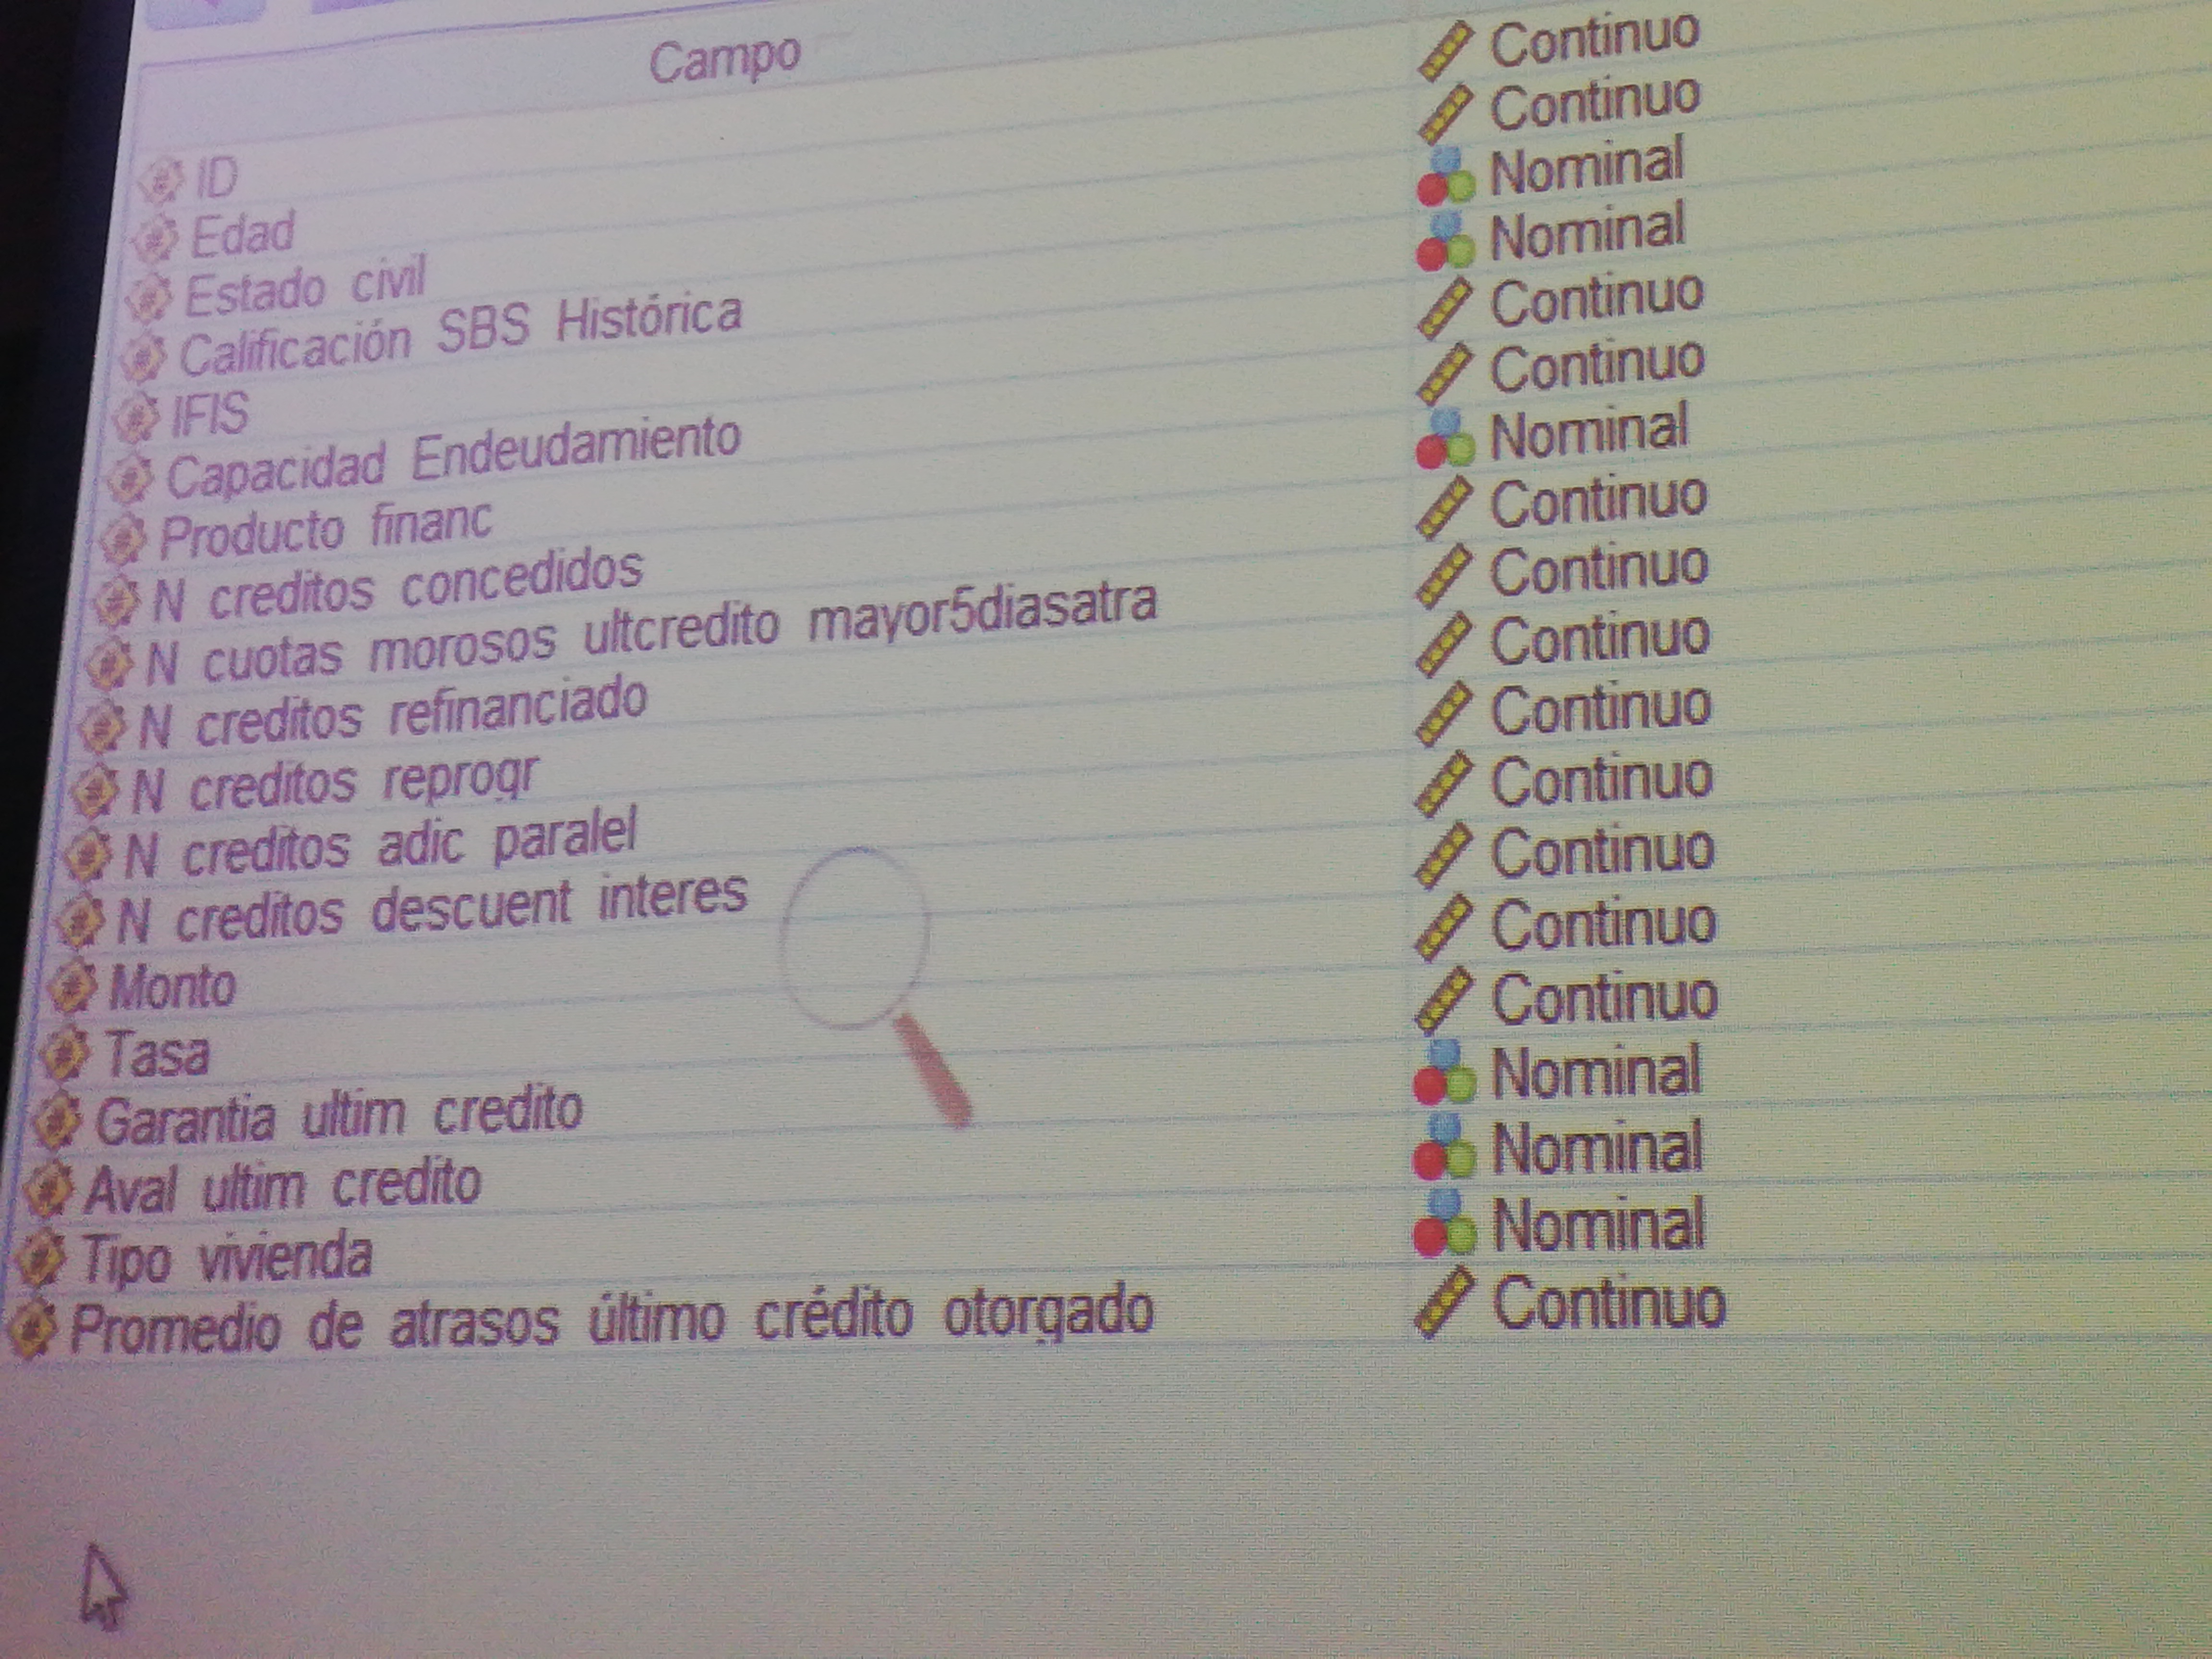 Campo
ID Continuo
Edad Continuo
Estado civil Nominal
Calificación SBS Histórica Nominal
IFIS Continuo
Capacidad Endeudamiento Continuo
Producto financ Nominal
N creditos concedidos Continuo
N cuotas morosos ultcredito mayor5diasatra Continuo
N creditos refinanciado Continuo
N creditos reprogr Continuo
N creditos adic paralel Continuo
N creditos descuent interes Continuo
Monto Continuo
Tasa Continuo
Garantia ultim credito Nominal
Aval ultim credito Nominal
Tipo vivienda Nominal
Promedio de atrasos último crédito otorgado Continuo